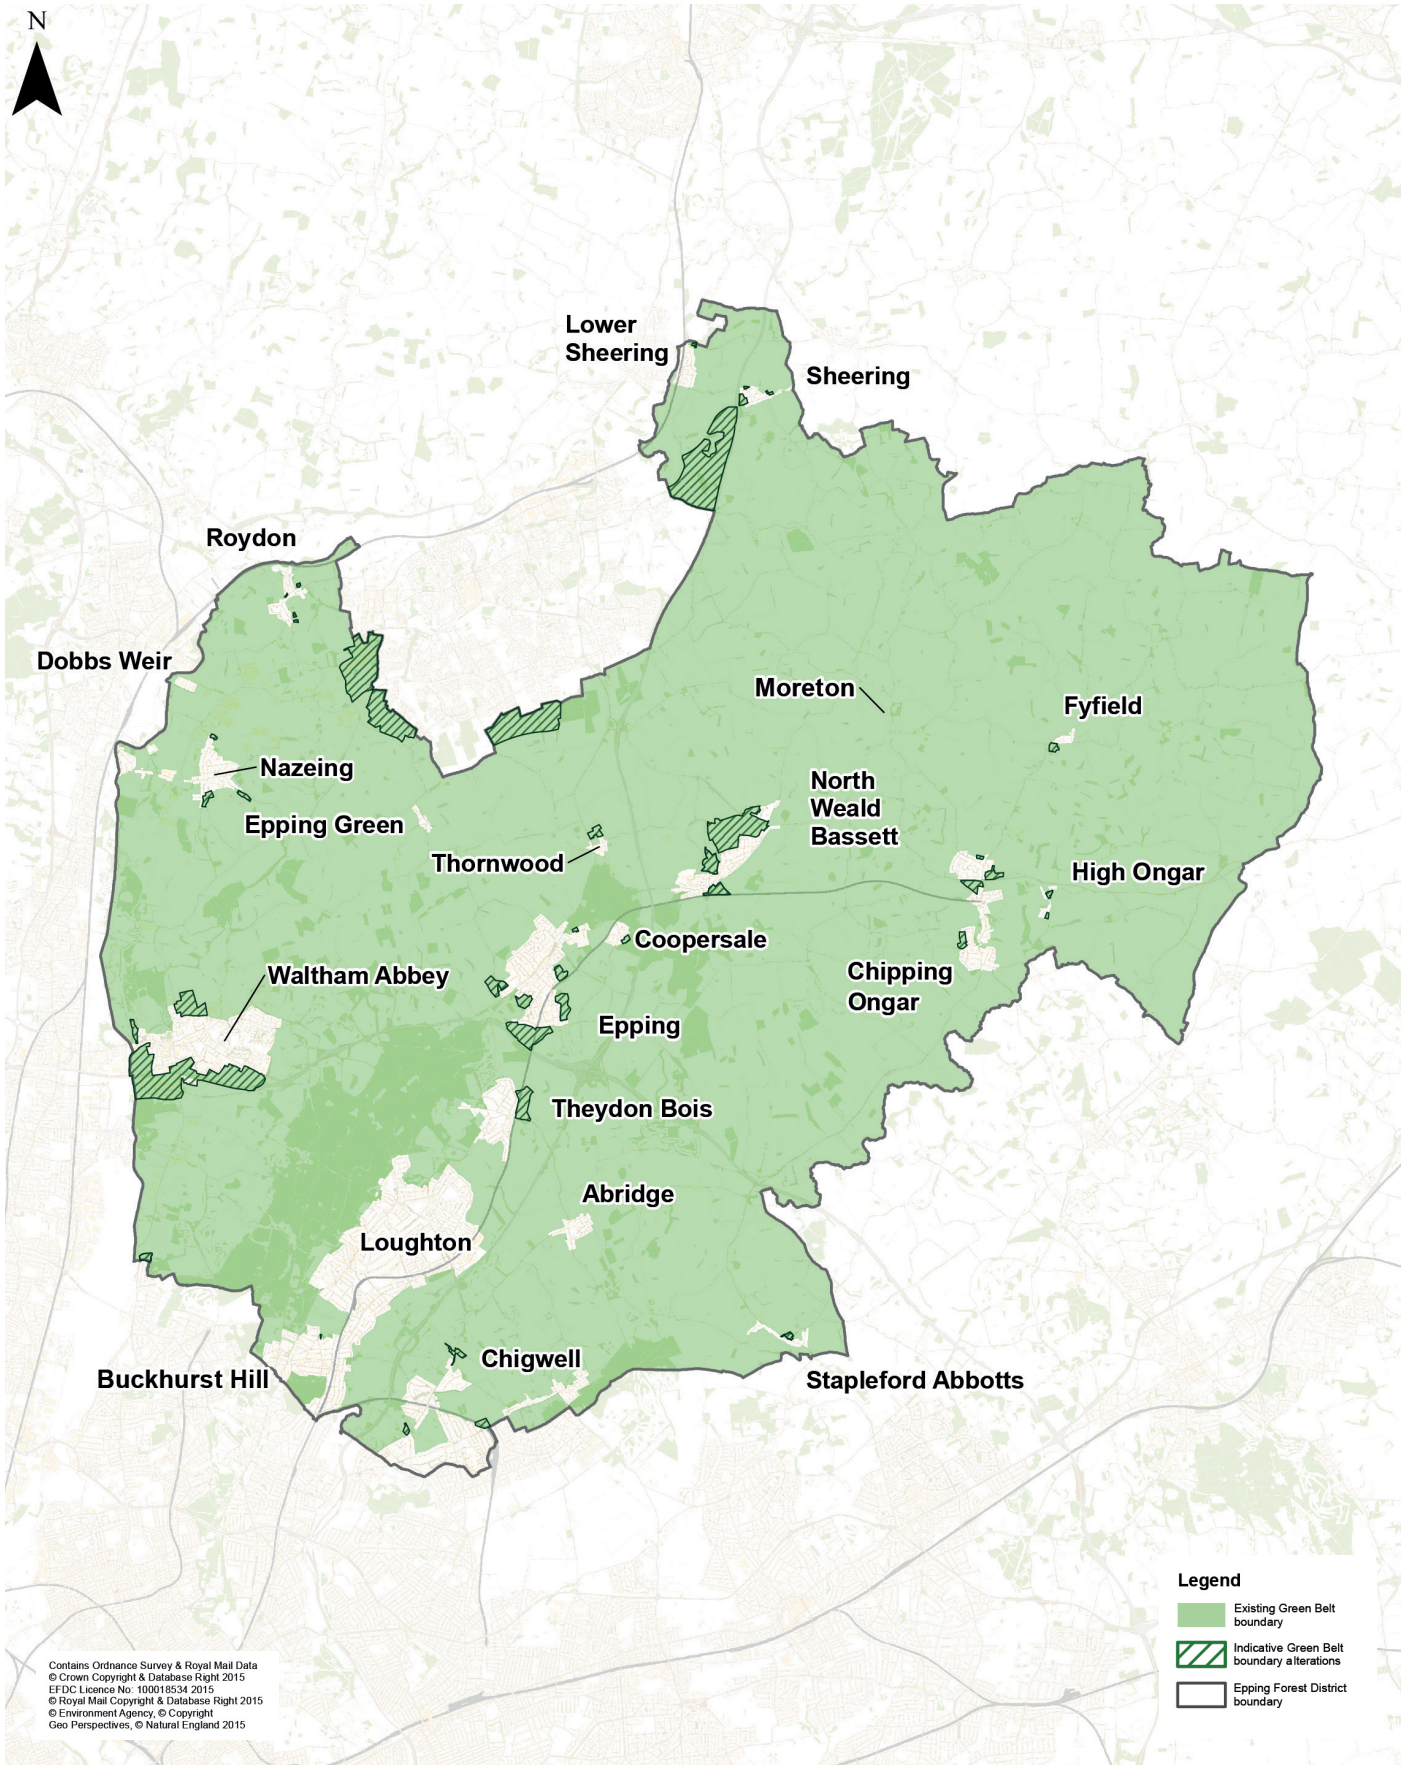 N
Lower
Sheering
Sheering
Roydon
Dobbs Weir
Moreton
Fyfield
Nazeing
North
Weald
Bassett
Epping Green
Thornwood
High Ongar
Coopersale
Waltham Abbey
Chipping
Ongar
Epping
Theydon Bois
Abridge
Loughton
Chigwell
Buckhurst Hill
Stapleford Abbotts
Legend
Existing Green Belt
boundary
Indicative Green Belt
boundary alterations
Epping Forest District
boundary
Contains Ordnance Survey & Royal Mail Data
© Crown Copyright & Database Right 2015
EFDC Licence No: 100018534 2015
© Royal Mail Copyright & Database Right 2015
© Environment Agency, © Copyright
Geo Perspectives, © Natural England 2015